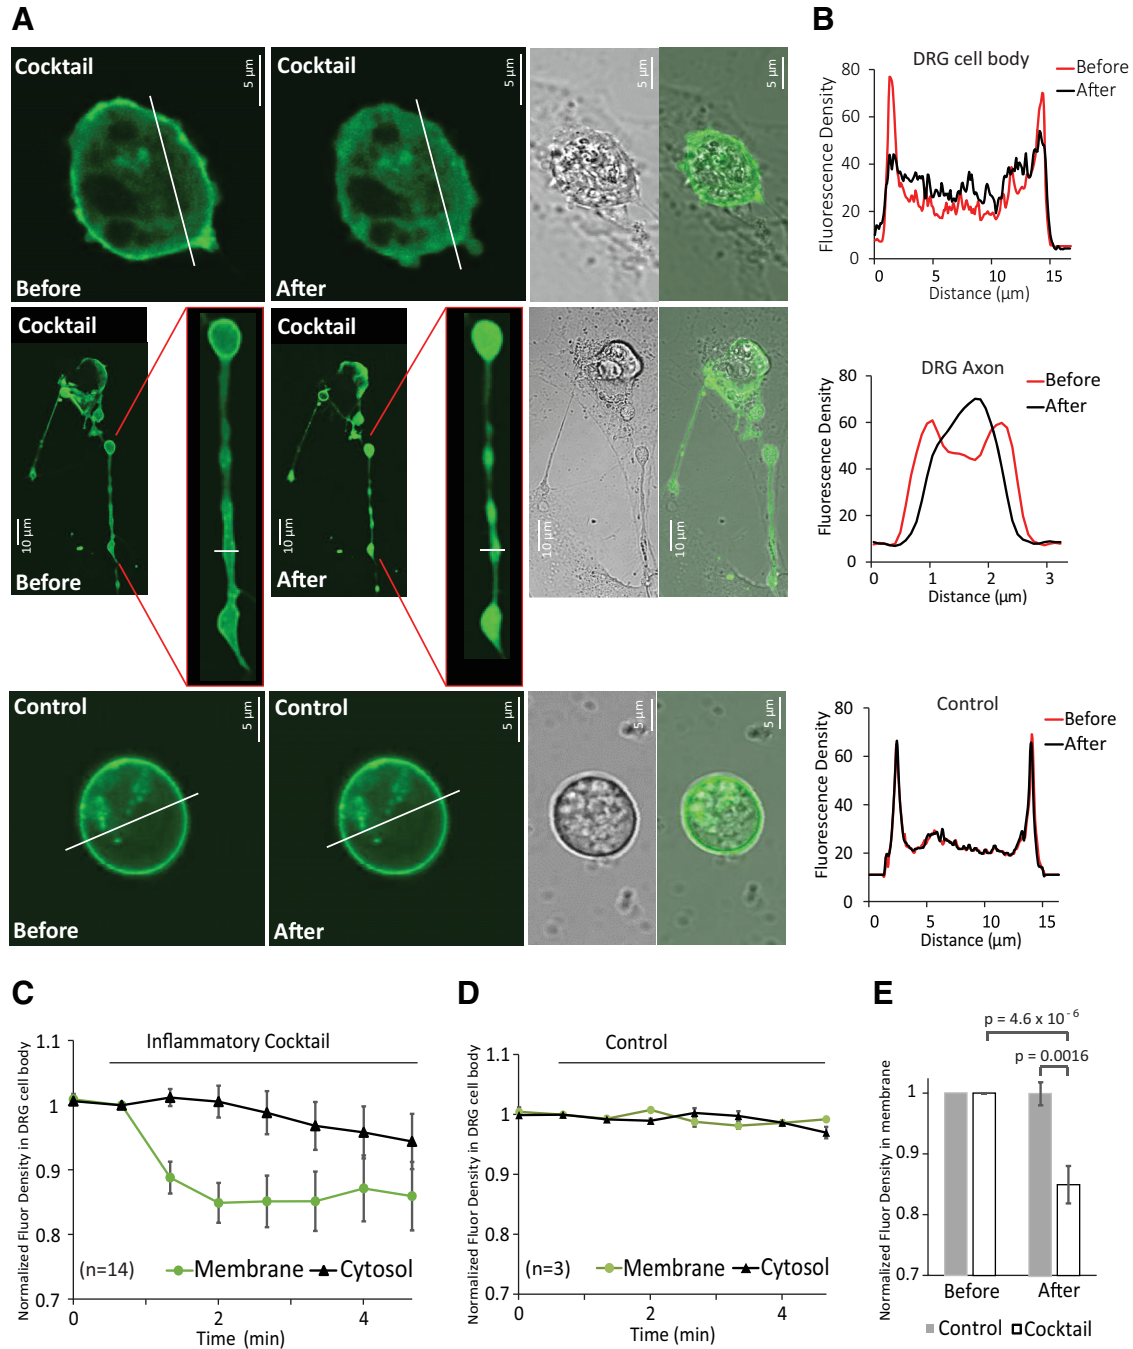 A
Cocktail
5 µm
Before
Cocktail
5 µm
After
5 µm
5 µm
Cocktail
10 µm
Before
Cocktail
10 µm
After
10 µm
10 µm
Control
5 µm
Before
Control
5 µm
After
5 µm
5 µm
B
DRG cell body
Before
After
Fluorescence Density
80
60
40
20
0
0 5 10 15
Distance (µm)
DRG Axon
Before
After
Fluorescence Density
80
60
40
20
0
0 1 2 3
Distance (µm)
Control
Before
After
Fluorescence Density
80
60
40
20
0
0 5 10 15
Distance (µm)
C
Inflammatory Cocktail
Normalized Fluor Density in DRG cell body
1.1
1
0.9
0.8
0.7
(n=14) Membrane Cytosol
0 2 4
Time (min)
D
Control
Normalized Fluor Density in DRG cell body
1.1
1
0.9
0.8
0.7
(n=3) Membrane Cytosol
0 2 4
Time (min)
E
p = 4.6 x 10⁻⁶
p = 0.0016
Normalized Fluor Density in membrane
1
0.9
0.8
0.7
Before After
Control Cocktail